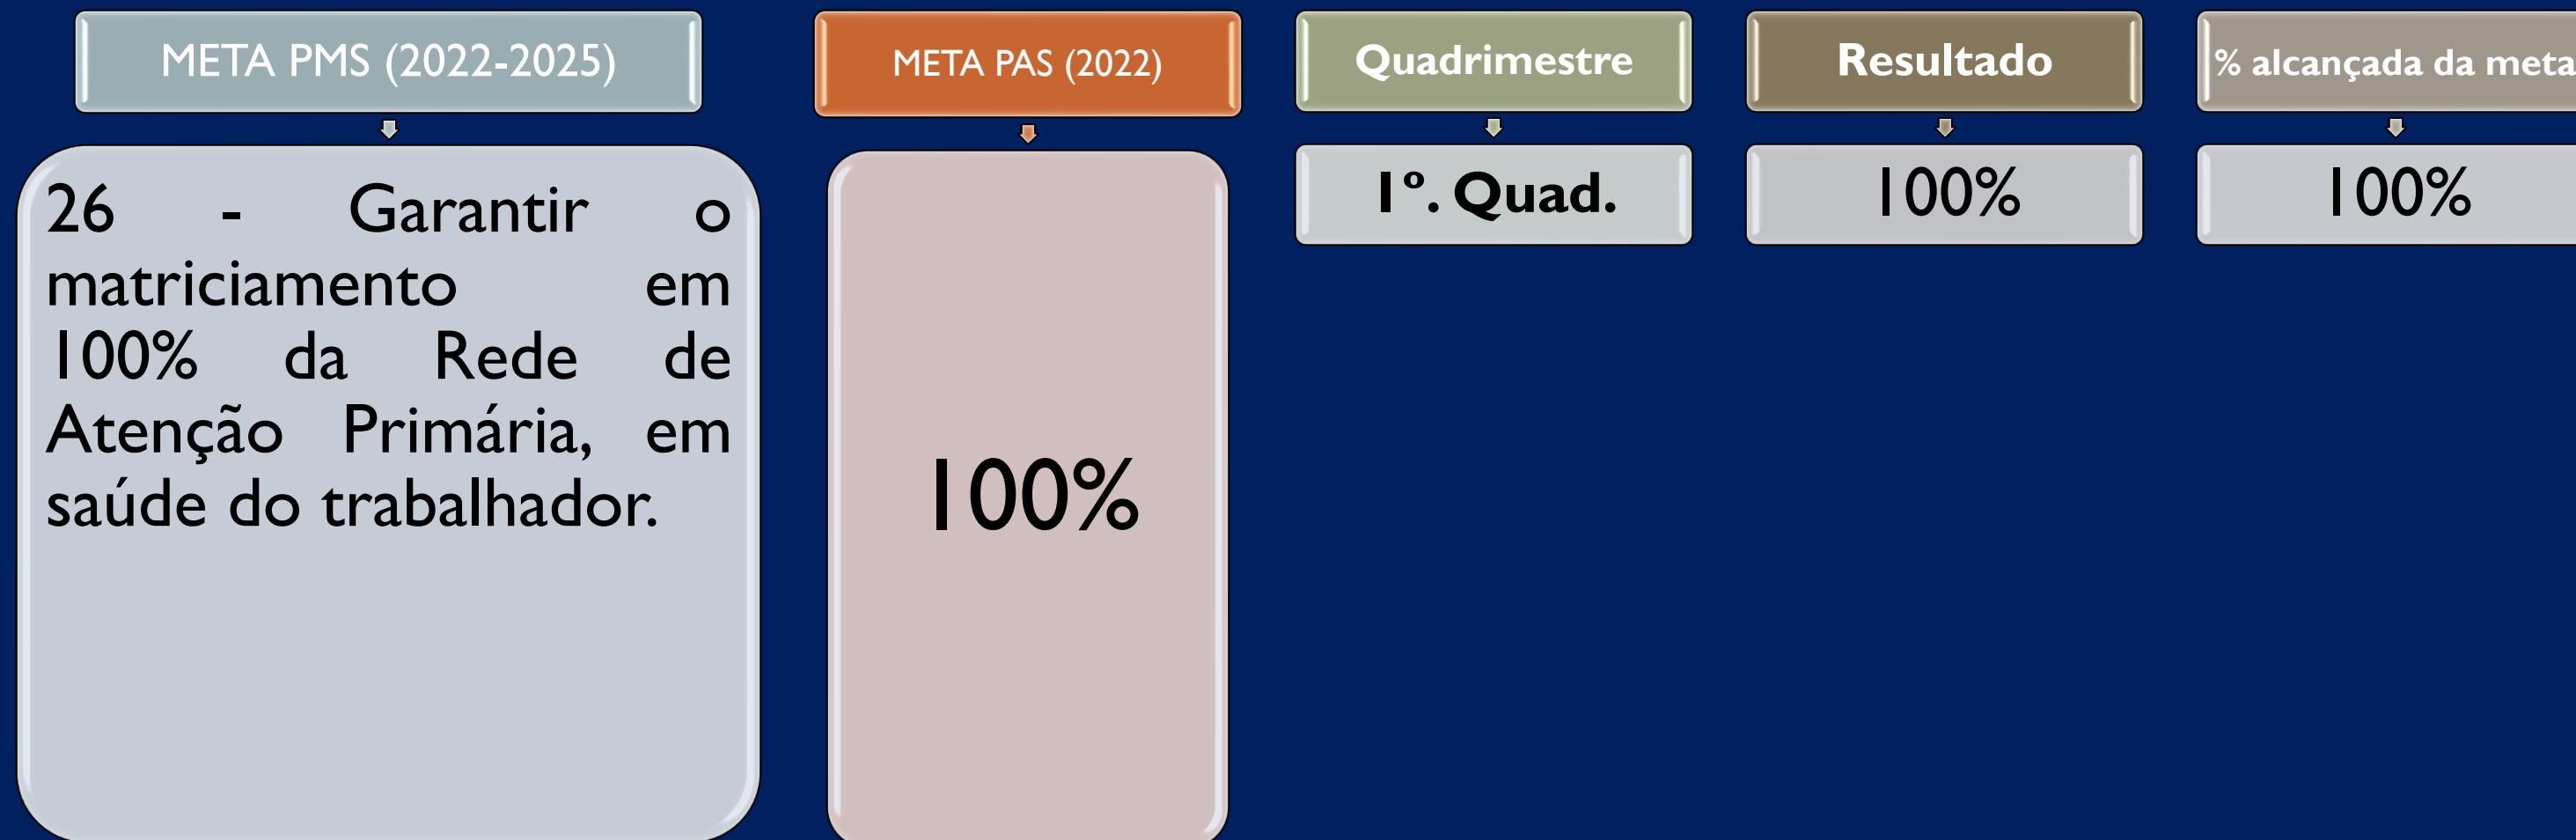 META PMS (2022-2025)
META PAS (2022)
Quadrimestre
Resultado
% alcançada da meta
26 - Garantir o
matriciamento em
100% da Rede de
Atenção Primária, em
saúde do trabalhador.
100%
1º. Quad.
100%
100%